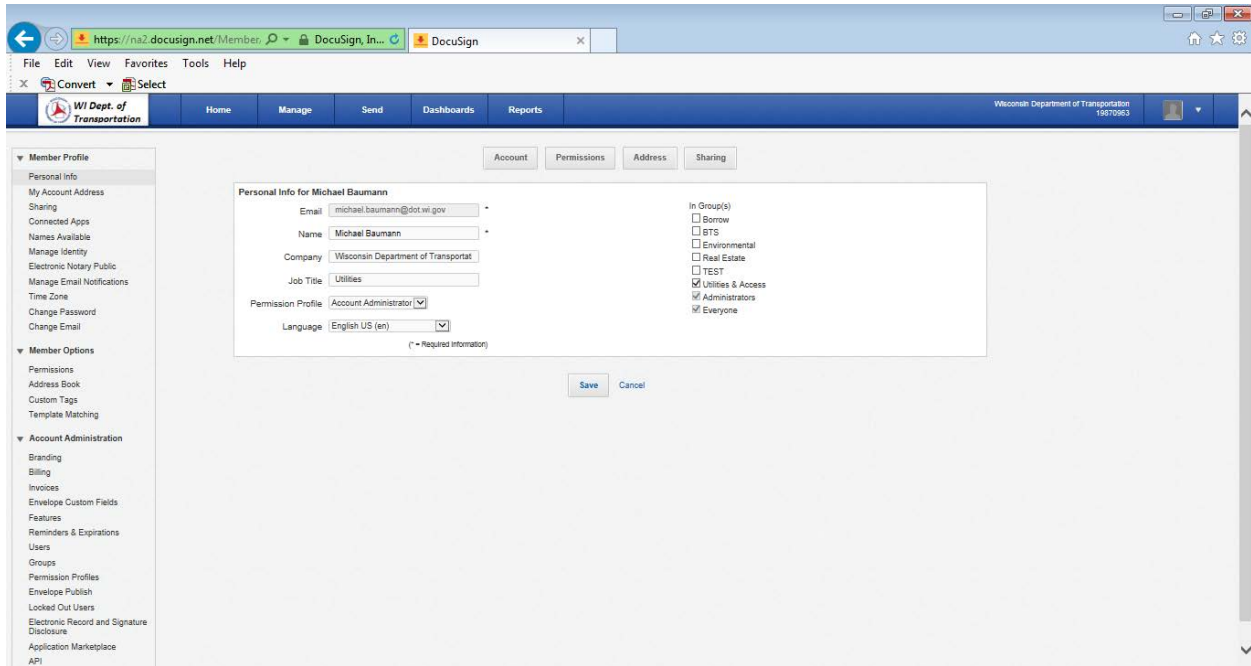 https://na2.docusign.net/Member, DocuSign, In... DocuSign
File Edit View Favorites Tools Help
Convert Select
WI Dept. of Transportation
Home Manage Send Dashboards Reports
Wisconsin Department of Transportation
19870963
Account Permissions Address Sharing
Member Profile
Personal Info
My Account Address
Sharing
Connected Apps
Names Available
Manage Identity
Electronic Notary Public
Manage Email Notifications
Time Zone
Change Password
Change Email
Member Options
Permissions
Address Book
Custom Tags
Template Matching
Account Administration
Branding
Billing
Invoices
Envelope Custom Fields
Features
Reminders & Expirations
Users
Groups
Permission Profiles
Envelope Publish
Locked Out Users
Electronic Record and Signature
Disclosure
Application Marketplace
API
Personal Info for Michael Baumann
Email michael.baumann@dot.wi.gov *
Name Michael Baumann *
Company Wisconsin Department of Transportat
Job Title Utilities
Permission Profile Account Administrator
Language English US (en)
(* = Required Information)
In Group(s)
Borrow
BTS
Environmental
Real Estate
TEST
Utilities & Access
Administrators
Everyone
Save Cancel